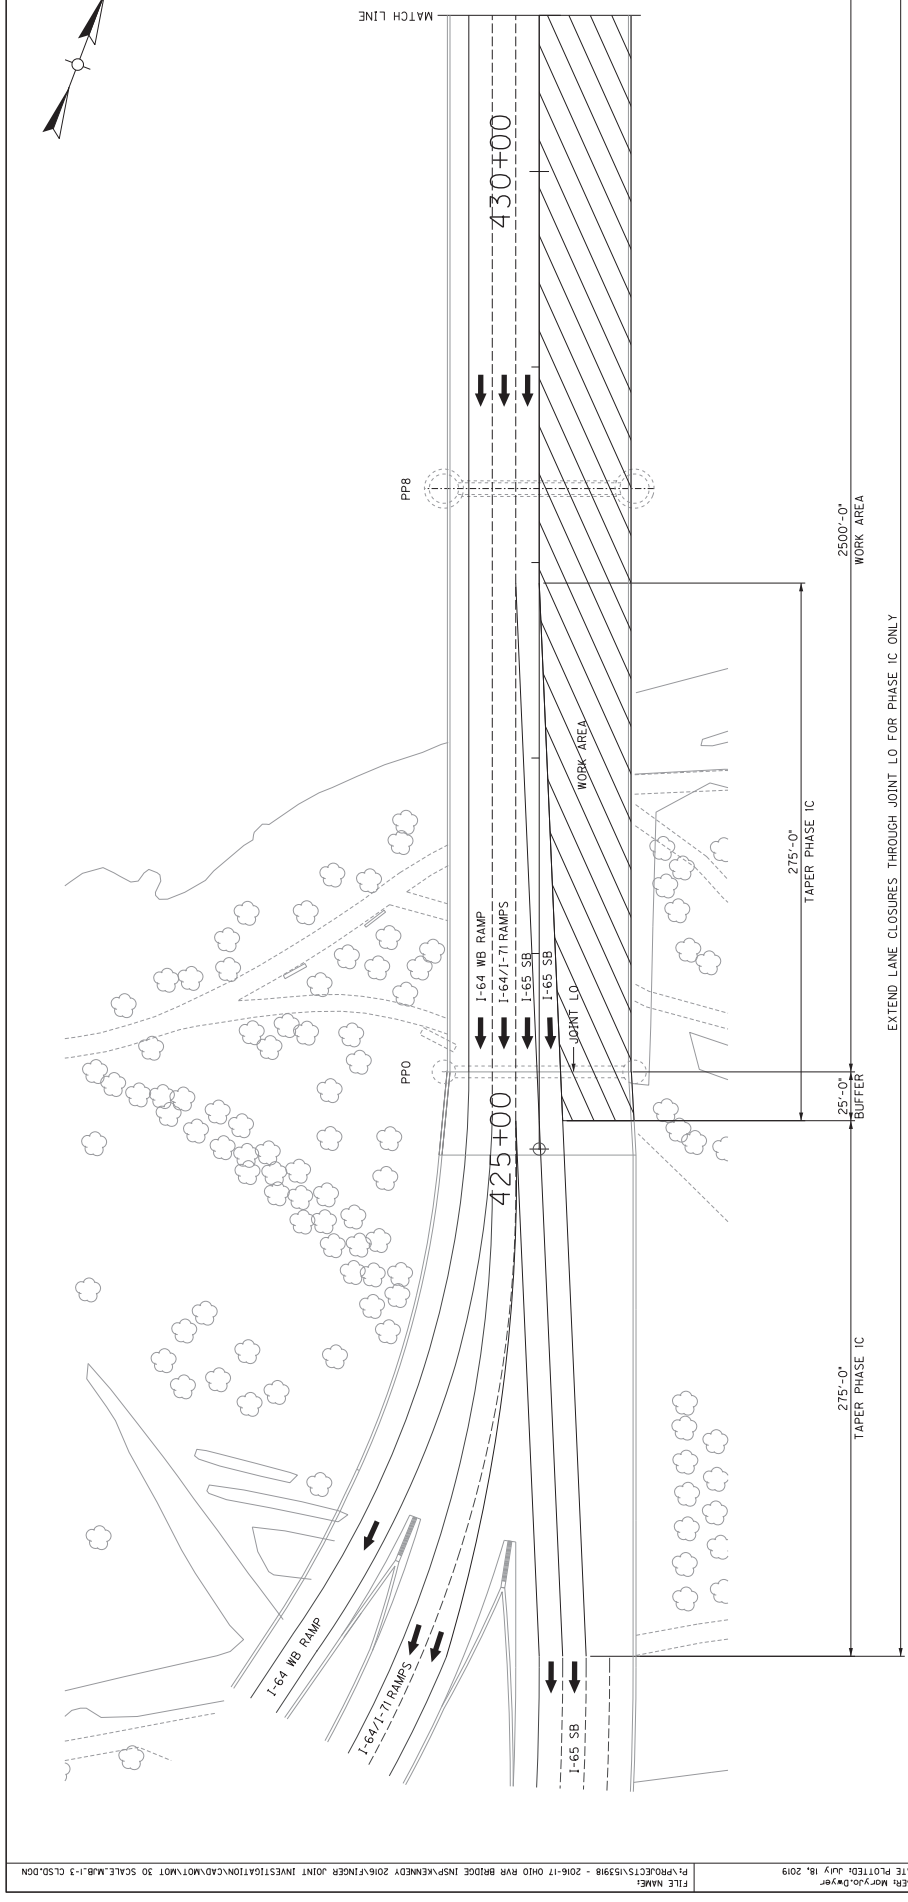 MATCH LINE
430+00
PP8
2500'-0"
WORK AREA
EXTEND LANE CLOSURES THROUGH JOINT L0 FOR PHASE 1C ONLY
WORK AREA
275'-0"
TAPER PHASE 1C
I-64 WB RAMP
I-64/I-71 RAMPS
I-65 SB
I-65 SB
JOINT L0
PP0
25'-0"
BUFFER
425+00
275'-0"
TAPER PHASE 1C
I-64 WB RAMP
I-64/I-71 RAMPS
I-65 SB
FILE NAME:
P:\PROJECTS\153918 - 2016-17 OHIO RVR BRIDGE INSP\KENNEDY 2016\FINGER JOINT INVESTIGATION\CAD\MOT\MOT 30 SCALE_MJB_1-3 CLSD.DGN
ER: MaryJo.Dwyer
TE PLOTTED: July 18, 2019